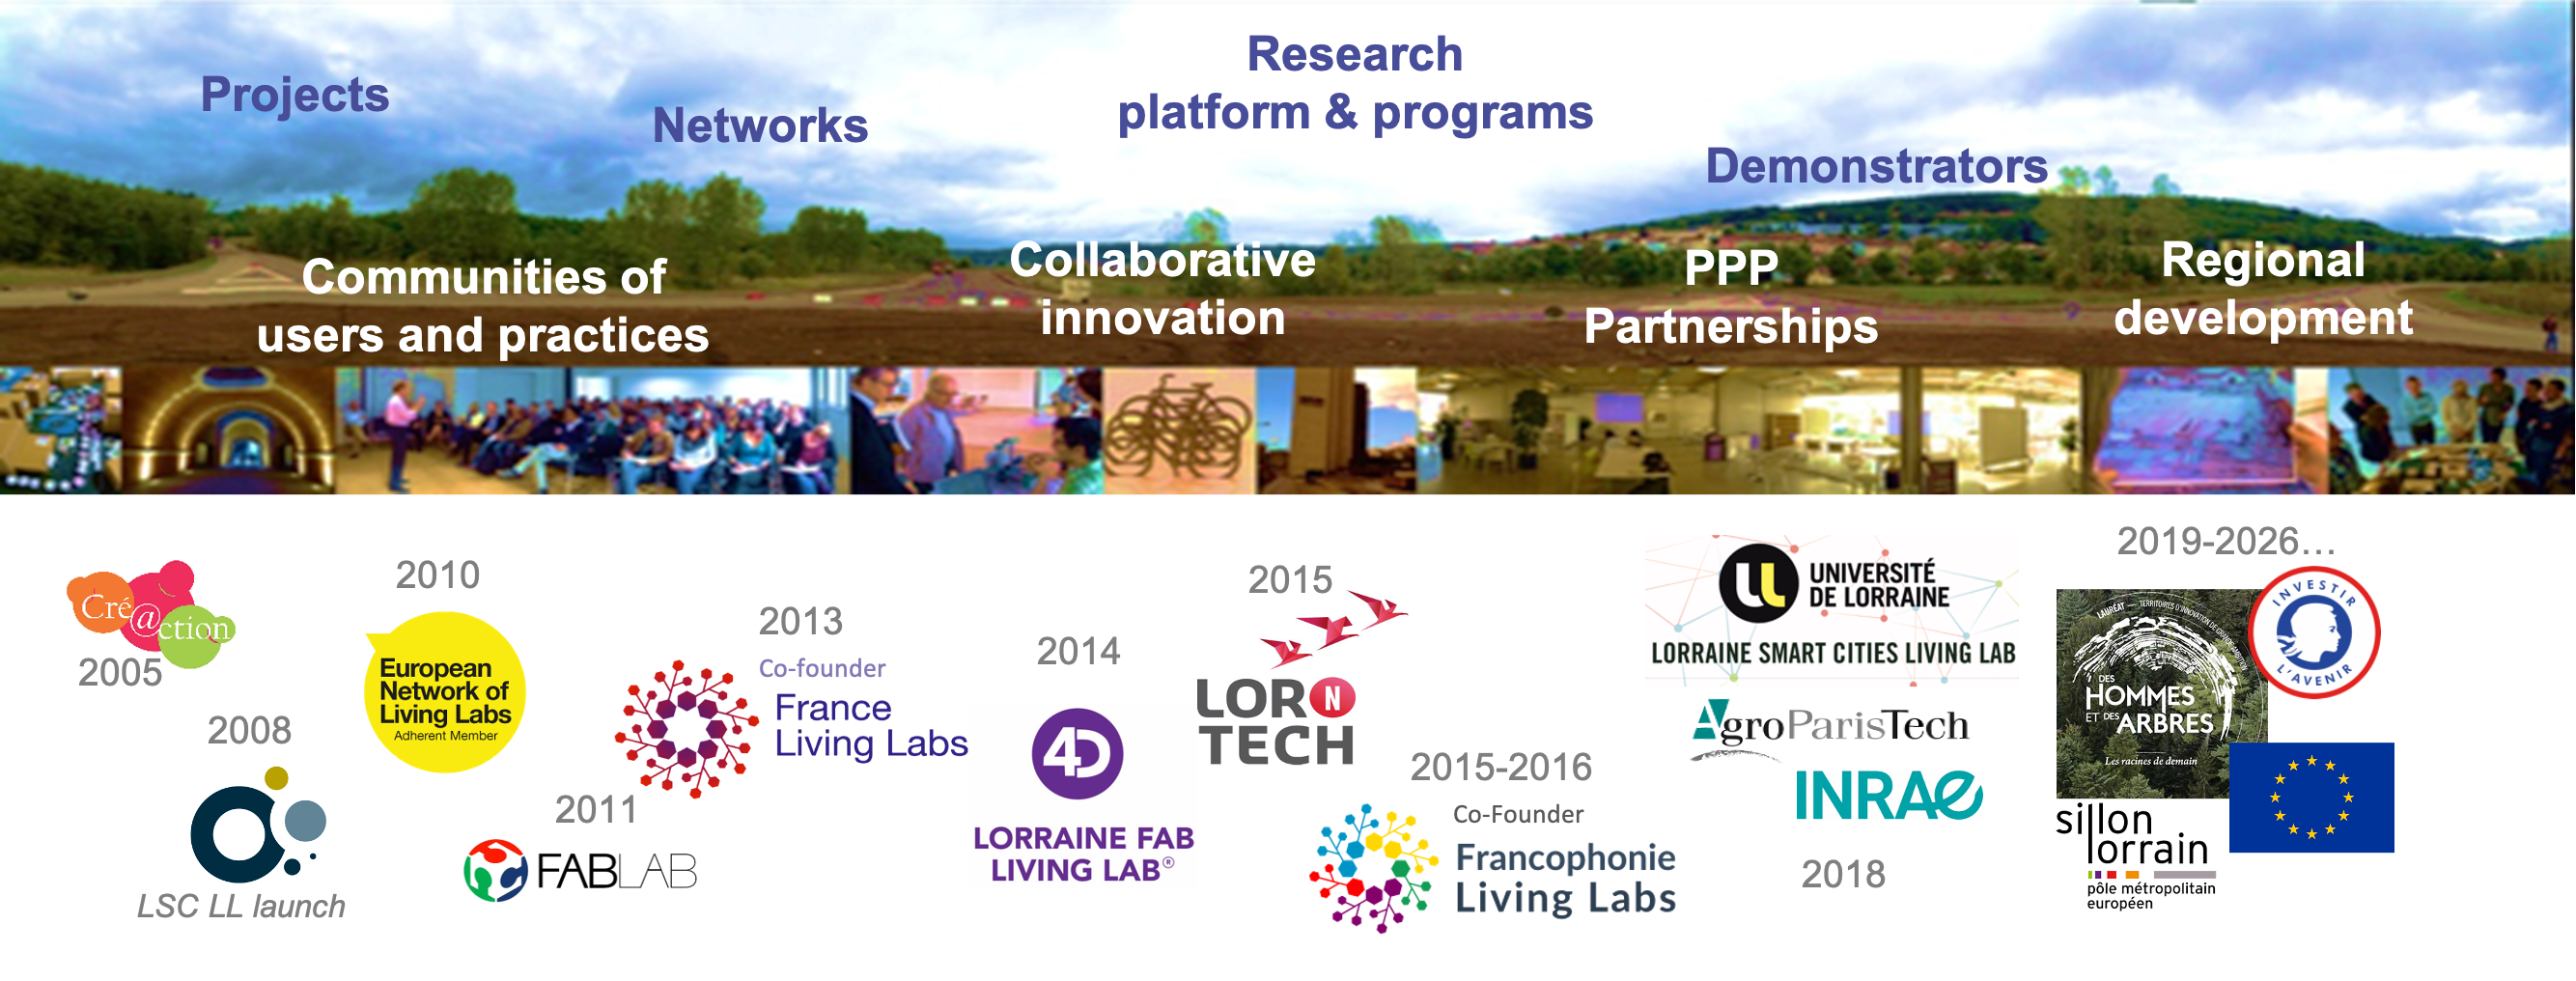 Projects
Networks
Research
platform & programs
Demonstrators
Communities of
users and practices
Collaborative
innovation
PPP
Partnerships
Regional
development
Cré@ction
2005
2008
LSC LL launch
2010
European
Network of
Living Labs
Adherent Member
2011
FABLAB
2013
Co-founder
France
Living Labs
2014
4D
LORRAINE FAB
LIVING LAB®
2015
LORN
TECH
2015-2016
Co-Founder
Francophonie
Living Labs
UNIVERSITÉ
DE LORRAINE
LORRAINE SMART CITIES LIVING LAB
AgroParisTech
INRAE
2018
2019-2026...
INVESTIR
L'AVENIR
LAURÉAT
TERRITOIRES D'INNOVATION DE GRANDE AMBITION
DES
HOMMES
ET DES
ARBRES
Les racines de demain
sillon
lorrain
pôle métropolitain
européen